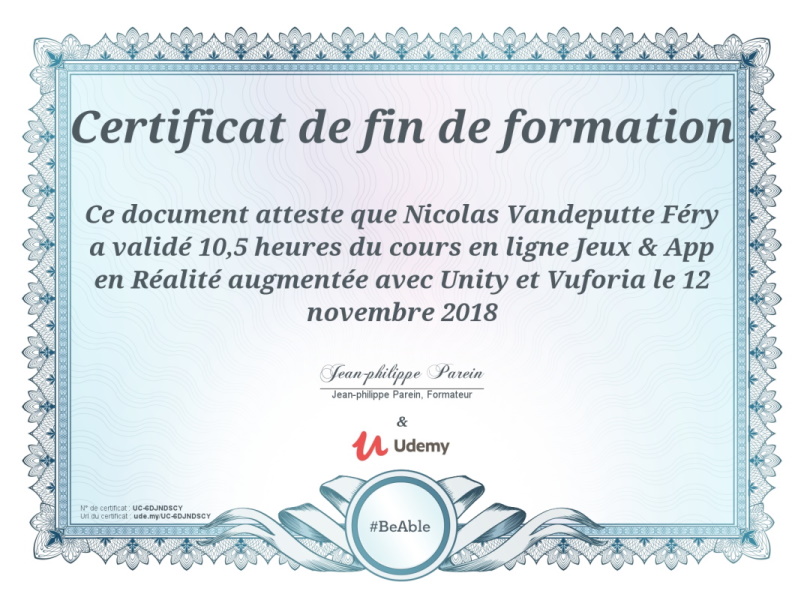 Certificat de fin de formation
Ce document atteste que Nicolas Vandeputte Féry
a validé 10,5 heures du cours en ligne Jeux & App
en Réalité augmentée avec Unity et Vuforia le 12
novembre 2018
Jean-philippe Parein
Jean-philippe Parein, Formateur
&
Udemy
N° de certificat : UC-6DJNDSCY
Url du certificat : ude.my/UC-6DJNDSCY
#BeAble